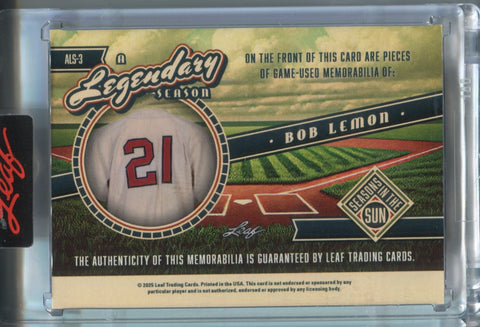 ALS-3
A Legendary
SEASON
ON THE FRONT OF THIS CARD ARE PIECES
OF GAME-USED MEMORABILIA OF:
BOB LEMON
21
SEASONS IN THE
SUN
Leaf
Leaf
THE AUTHENTICITY OF THIS MEMORABILIA IS GUARANTEED BY LEAF TRADING CARDS.
© 2025 Leaf Trading Cards. Printed in the USA. This card is not endorsed or sponsored by any
particular player and is not authorized, endorsed or approved by any licensing body.